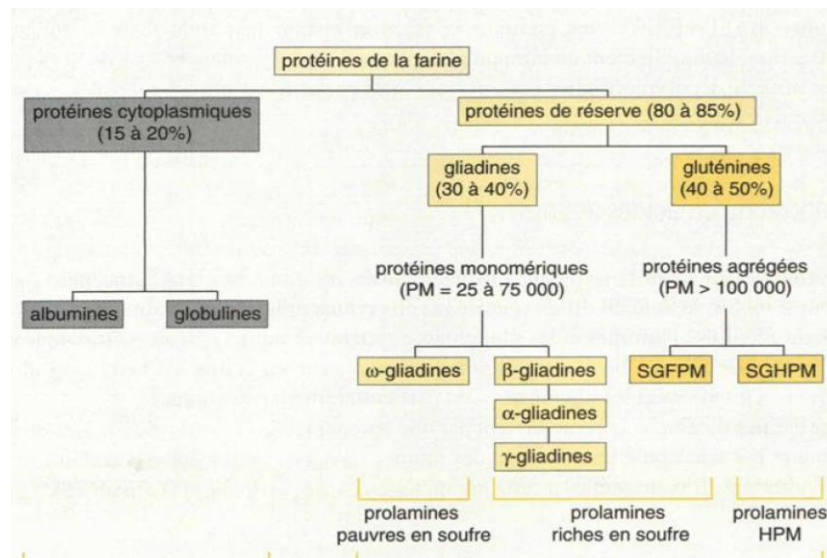 protéines de la farine
protéines cytoplasmiques
(15 à 20%)
protéines de réserve (80 à 85%)
gliadines
(30 à 40%)
gluténines
(40 à 50%)
protéines monomériques
(PM = 25 à 75 000)
protéines agrégées
(PM > 100 000)
albumines
globulines
ω-gliadines
β-gliadines
SGFPM
SGHPM
α-gliadines
γ-gliadines
prolamines
pauvres en soufre
prolamines
riches en soufre
prolamines
HPM